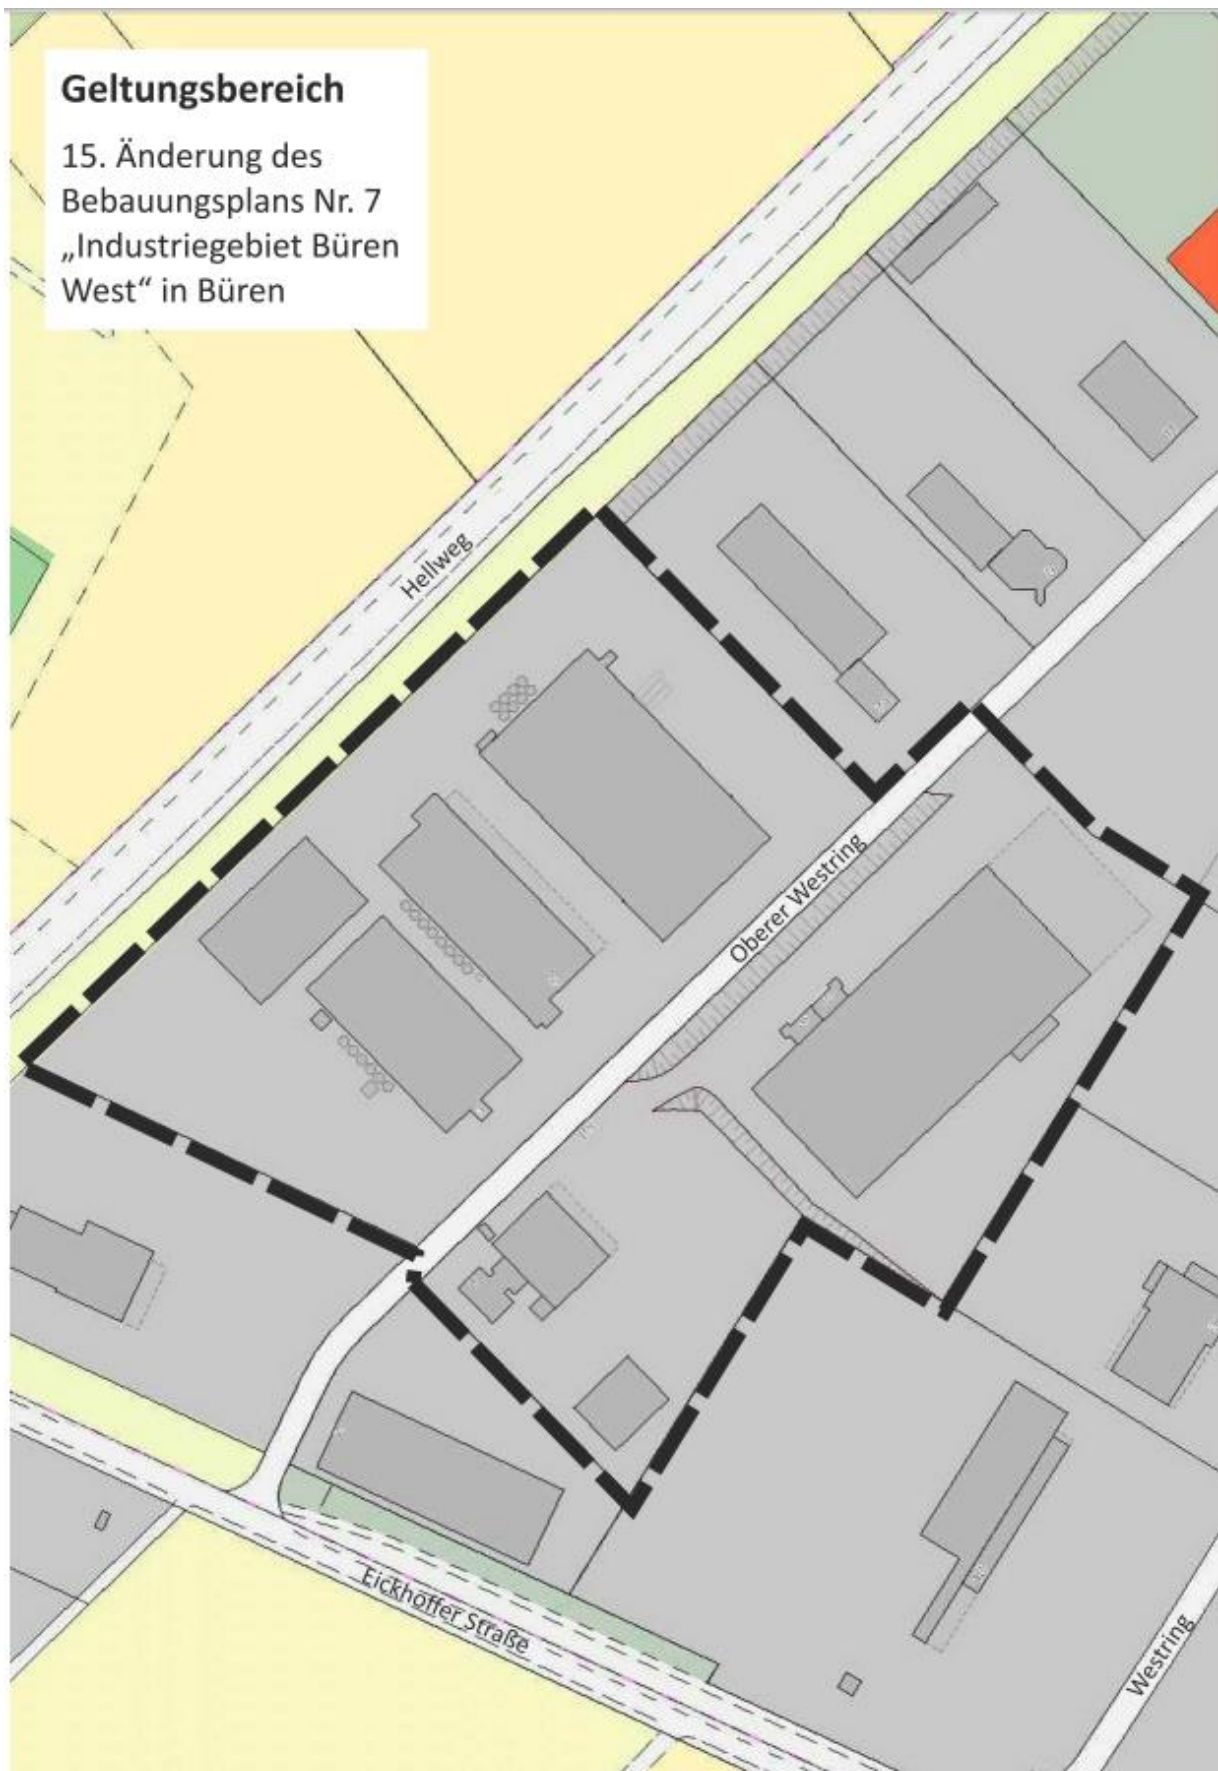 Geltungsbereich
15. Änderung des
Bebauungsplans Nr. 7
„Industriegebiet Büren
West“ in Büren
Hellweg
Oberer Westring
Eickhoffer Straße
Westring